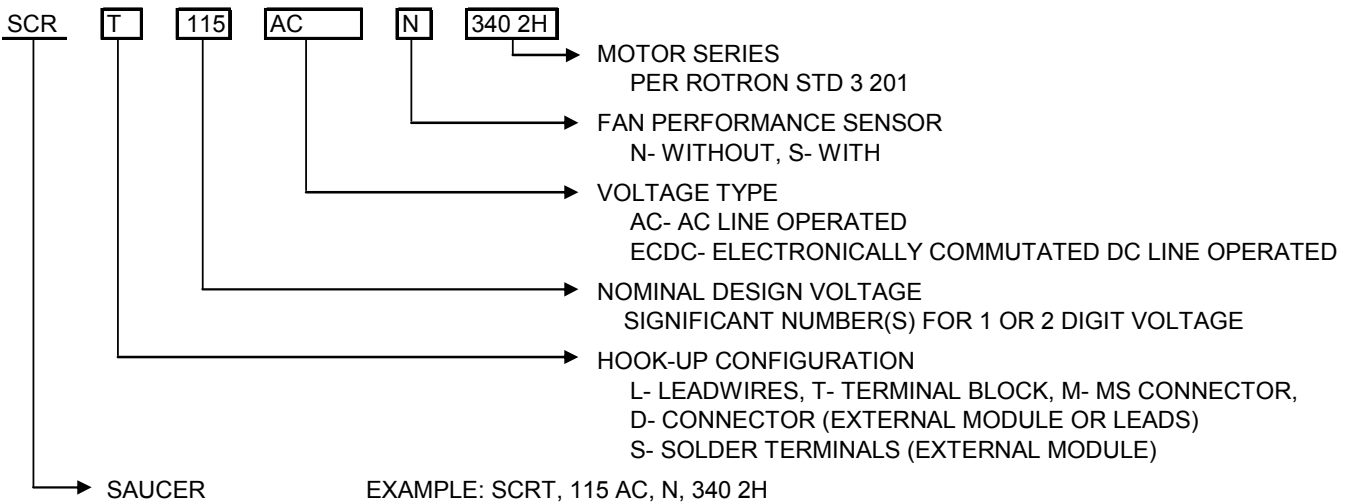 SCR T 115 AC N 340 2H
MOTOR SERIES
PER ROTRON STD 3 201
FAN PERFORMANCE SENSOR
N- WITHOUT, S- WITH
VOLTAGE TYPE
AC- AC LINE OPERATED
ECDC- ELECTRONICALLY COMMUTATED DC LINE OPERATED
NOMINAL DESIGN VOLTAGE
SIGNIFICANT NUMBER(S) FOR 1 OR 2 DIGIT VOLTAGE
HOOK-UP CONFIGURATION
L- LEADWIRES, T- TERMINAL BLOCK, M- MS CONNECTOR,
D- CONNECTOR (EXTERNAL MODULE OR LEADS)
S- SOLDER TERMINALS (EXTERNAL MODULE)
SAUCER EXAMPLE: SCRT, 115 AC, N, 340 2H